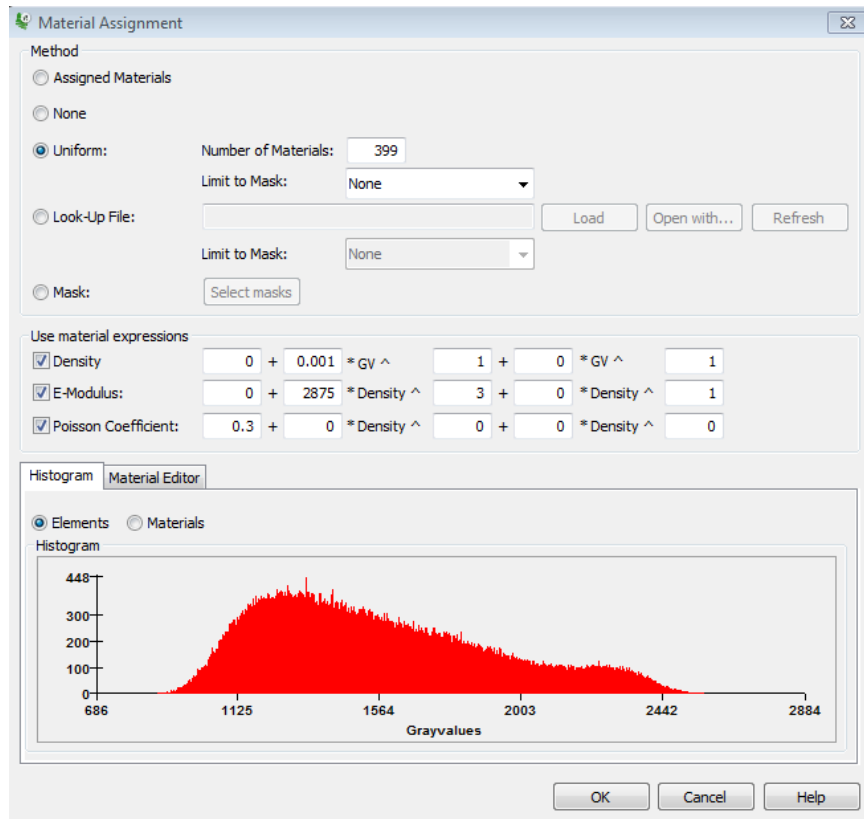 Material Assignment
Method
Assigned Materials
None
Uniform: Number of Materials: 399
Limit to Mask: None
Look-Up File: Load Open with... Refresh
Limit to Mask: None
Mask: Select masks
Use material expressions
Density 0 + 0.001 * GV ^ 1 + 0 * GV ^ 1
E-Modulus: 0 + 2875 * Density ^ 3 + 0 * Density ^ 1
Poisson Coefficient: 0.3 + 0 * Density ^ 0 + 0 * Density ^ 0
Histogram Material Editor
Elements Materials
Histogram
448
300
200
100
0
686 1125 1564 2003 2442 2884
Grayvalues
OK Cancel Help